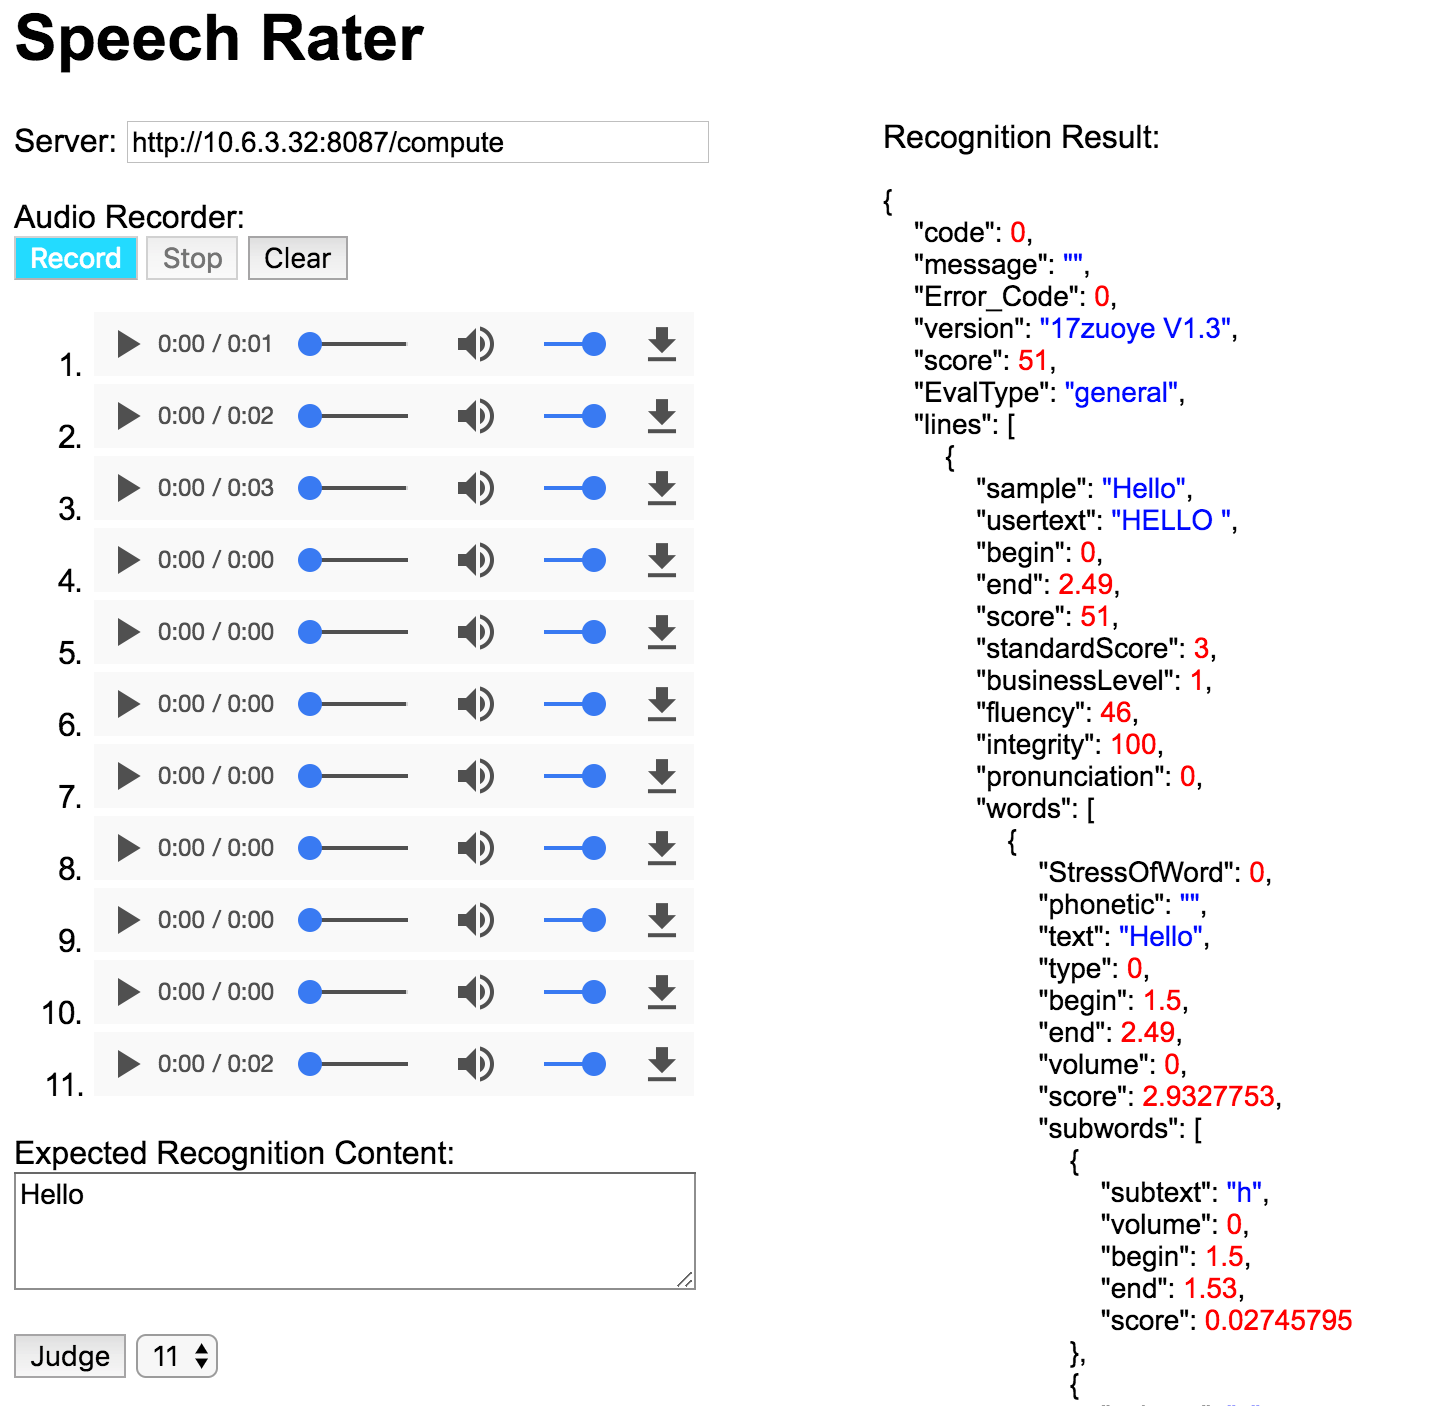 Speech Rater
Server: http://10.6.3.32:8087/compute
Audio Recorder:
Record Stop Clear
1. 0:00 / 0:01
2. 0:00 / 0:02
3. 0:00 / 0:03
4. 0:00 / 0:00
5. 0:00 / 0:00
6. 0:00 / 0:00
7. 0:00 / 0:00
8. 0:00 / 0:00
9. 0:00 / 0:00
10. 0:00 / 0:00
11. 0:00 / 0:02
Expected Recognition Content:
Hello
Judge 11
Recognition Result:
{
"code": 0,
"message": "",
"Error_Code": 0,
"version": "17zuoye V1.3",
"score": 51,
"EvalType": "general",
"lines": [
{
"sample": "Hello",
"usertext": "HELLO ",
"begin": 0,
"end": 2.49,
"score": 51,
"standardScore": 3,
"businessLevel": 1,
"fluency": 46,
"integrity": 100,
"pronunciation": 0,
"words": [
{
"StressOfWord": 0,
"phonetic": "",
"text": "Hello",
"type": 0,
"begin": 1.5,
"end": 2.49,
"volume": 0,
"score": 2.9327753,
"subwords": [
{
"subtext": "h",
"volume": 0,
"begin": 1.5,
"end": 1.53,
"score": 0.02745795
},
{